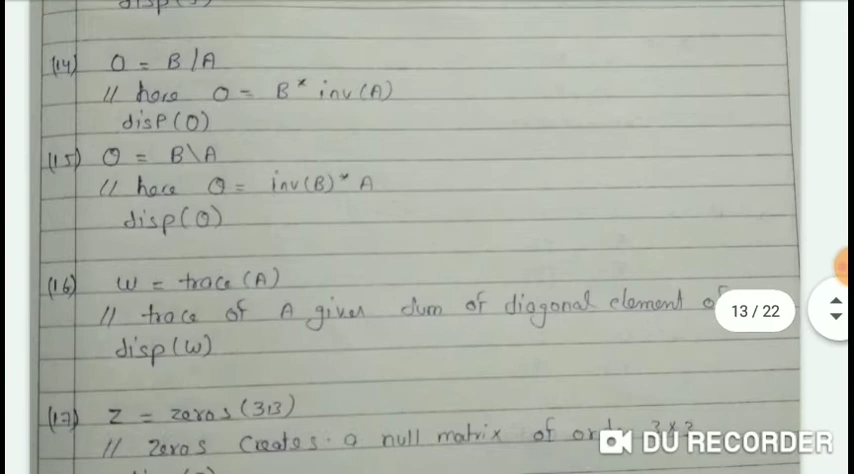 disp(
(14) O = B/A
// here O = B* inv(A)
disp(O)
(15) O = B\A
// here O = inv(B)* A
disp(O)
(16) W = trace(A)
// trace of A gives sum of diagonal element of
disp(W)
13 / 22
(17) Z = zeros(3,3)
// zeros creates a null matrix of
DU RECORDER